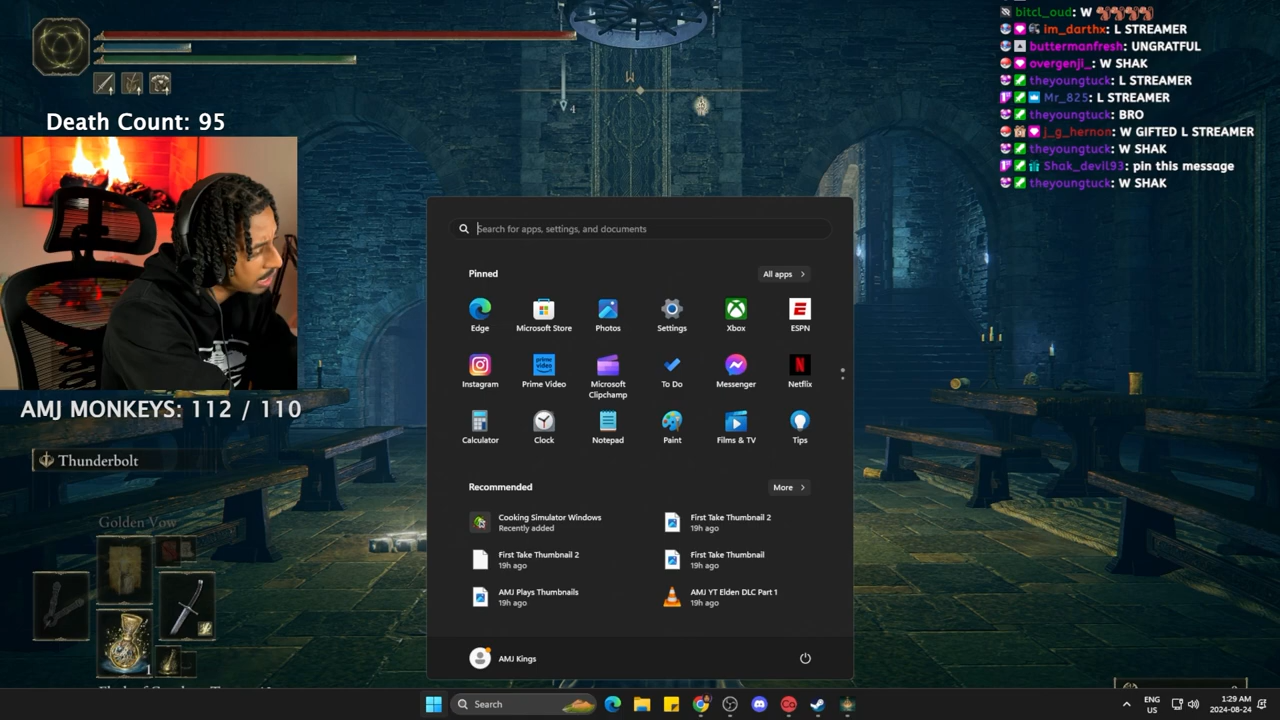 Death Count: 95
AMJ MONKEYS: 112 / 110
Thunderbolt
Golden Vow
1
4
bitcl_oud: W
im_darthx: L STREAMER
buttermanfresh: UNGRATFUL
overgenji_: W SHAK
theyoungtuck: L STREAMER
Mr_825: L STREAMER
theyoungtuck: BRO
j_g_hernon: W GIFTED L STREAMER
theyoungtuck: W SHAK
Shak_devil93: pin this message
theyoungtuck: W SHAK
Search for apps, settings, and documents
Pinned
All apps
Edge
Microsoft Store
Photos
Settings
Xbox
ESPN
Instagram
prime video
Prime Video
Microsoft
Clipchamp
To Do
Messenger
Netflix
Calculator
Clock
Notepad
Paint
Films & TV
Tips
Recommended
More
Cooking Simulator Windows
Recently added
First Take Thumbnail 2
19h ago
First Take Thumbnail 2
19h ago
First Take Thumbnail
19h ago
AMJ Plays Thumbnails
19h ago
AMJ YT Elden DLC Part 1
19h ago
AMJ Kings
Search
ENG
US
1:29 AM
2024-08-24